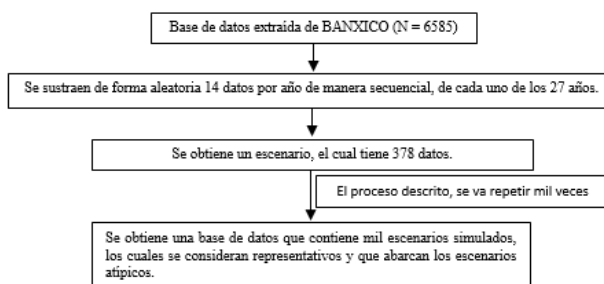 Base de datos extraída de BANXICO (N = 6585)
Se sustraen de forma aleatoria 14 datos por año de manera secuencial, de cada uno de los 27 años.
Se obtiene un escenario, el cual tiene 378 datos.
El proceso descrito, se va repetir mil veces
Se obtiene una base de datos que contiene mil escenarios simulados,
los cuales se consideran representativos y que abarcan los escenarios
atípicos.